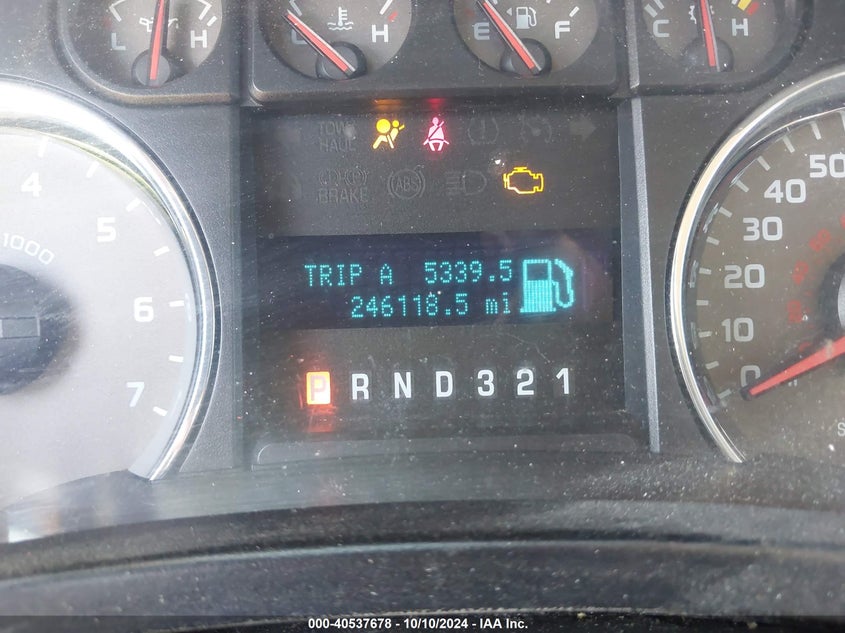 L H L H E F C H
TOW
HAUL
BRAKE ABS
4
5
6
7
1000
TRIP A 5339.5
246118.5 mi
P R N D 3 2 1
50
40
30
20
10
0
000-40537678 - 10/10/2024 - IAA Inc.